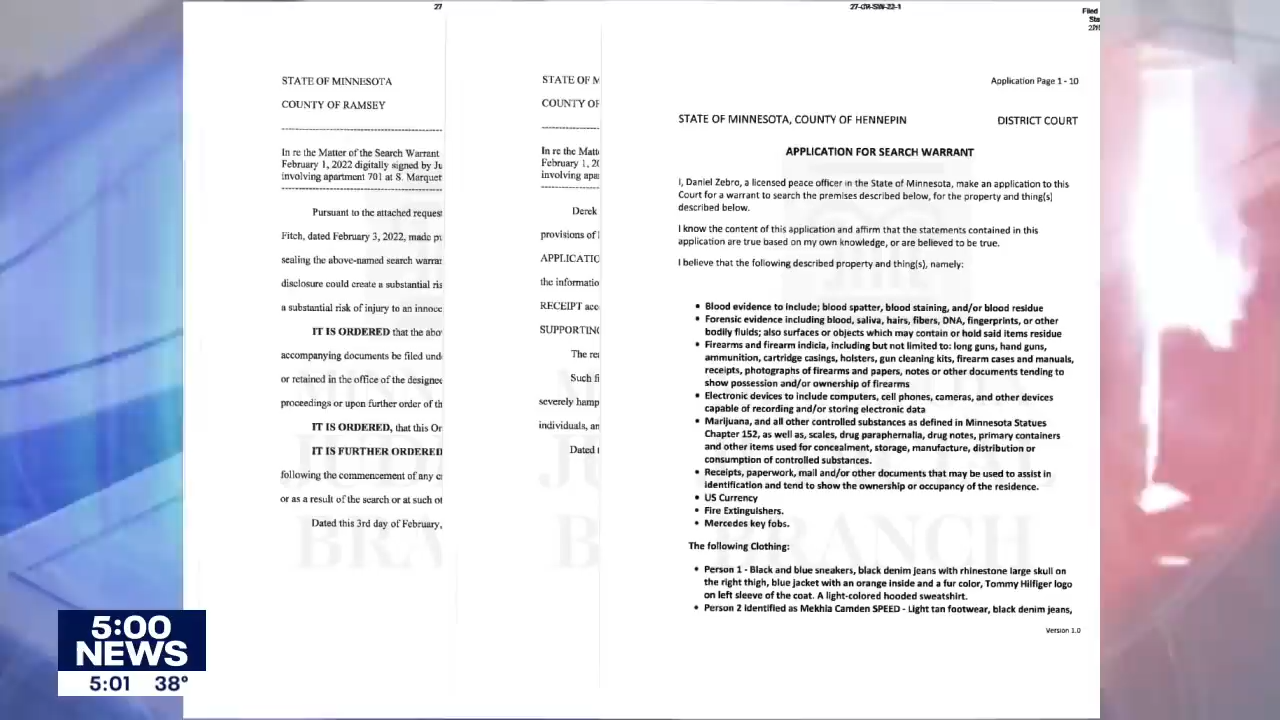 27
STATE OF MINNESOTA
COUNTY OF RAMSEY
In re the Matter of the Search Warrant
February 1, 2022 digitally signed by Ju
involving apartment 701 at S. Marquet
Pursuant to the attached request
Fitch, dated February 3, 2022, made pu
sealing the above-named search warran
disclosure could create a substantial ris
a substantial risk of injury to an innoce
IT IS ORDERED that the abo
accompanying documents be filed unde
or retained in the office of the designee
proceedings or upon further order of th
IT IS ORDERED, that this Or
IT IS FURTHER ORDERED
following the commencement of any cr
or as a result of the search or at such ot
Dated this 3rd day of February,
STATE OF M
COUNTY OF
In re the Matte
February 1, 20
involving apa
Derek
provisions of
APPLICATIO
the informatio
RECEIPT acc
SUPPORTING
The rea
Such fi
severely hamp
individuals, an
Dated t
27-CR-SW-22-1
Filed
Sta
Application Page 1 - 10
STATE OF MINNESOTA, COUNTY OF HENNEPIN DISTRICT COURT
APPLICATION FOR SEARCH WARRANT
I, Daniel Zebro, a licensed peace officer in the State of Minnesota, make an application to this
Court for a warrant to search the premises described below, for the property and thing(s)
described below.
I know the content of this application and affirm that the statements contained in this
application are true based on my own knowledge, or are believed to be true.
I believe that the following described property and thing(s), namely:
• Blood evidence to include; blood spatter, blood staining, and/or blood residue
• Forensic evidence including blood, saliva, hairs, fibers, DNA, fingerprints, or other
bodily fluids; also surfaces or objects which may contain or hold said items residue
• Firearms and firearm indicia, including but not limited to: long guns, hand guns,
ammunition, cartridge casings, holsters, gun cleaning kits, firearm cases and manuals,
receipts, photographs of firearms and papers, notes or other documents tending to
show possession and/or ownership of firearms
• Electronic devices to include computers, cell phones, cameras, and other devices
capable of recording and/or storing electronic data
• Marijuana, and all other controlled substances as defined in Minnesota Statues
Chapter 152, as well as, scales, drug paraphernalia, drug notes, primary containers
and other items used for concealment, storage, manufacture, distribution or
consumption of controlled substances.
• Receipts, paperwork, mail and/or other documents that may be used to assist in
identification and tend to show the ownership or occupancy of the residence.
• US Currency
• Fire Extinguishers.
• Mercedes key fobs.
The following Clothing:
• Person 1 - Black and blue sneakers, black denim jeans with rhinestone large skull on
the right thigh, blue jacket with an orange inside and a fur color, Tommy Hilfiger logo
on left sleeve of the coat. A light-colored hooded sweatshirt.
• Person 2 identified as Mekhia Camden SPEED - Light tan footwear, black denim jeans,
Version 1.0
5:00
NEWS
5:01 38°